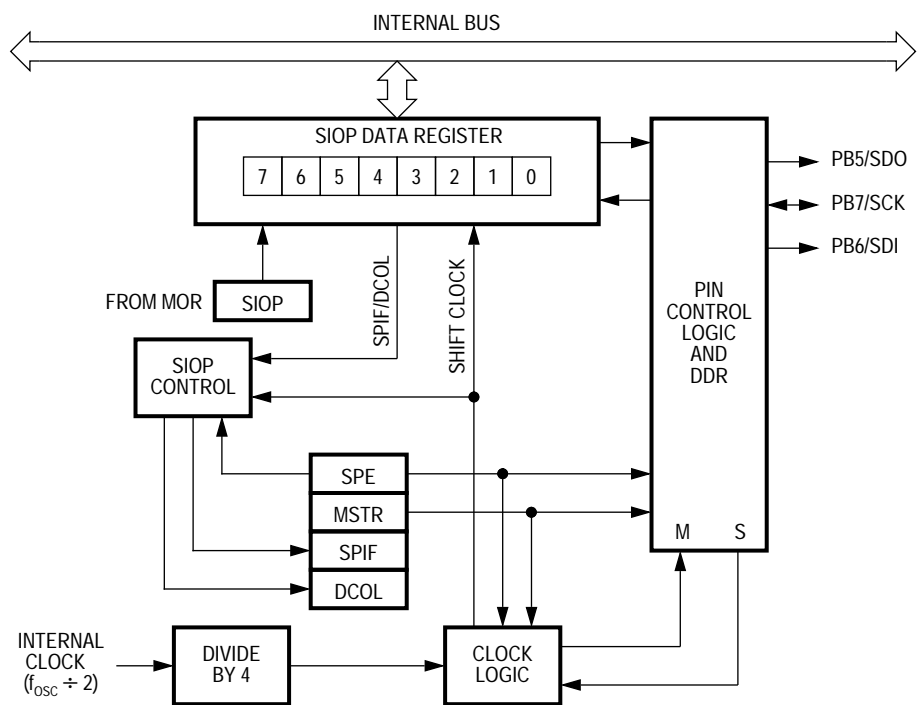 INTERNAL BUS
SIOP DATA REGISTER
7 6 5 4 3 2 1 0
PB5/SDO
PB7/SCK
PB6/SDI
FROM MOR
SIOP
SPIF/DCOL
SHIFT CLOCK
PIN
CONTROL
LOGIC
AND
DDR
SIOP
CONTROL
SPE
MSTR
SPIF
DCOL
M S
INTERNAL
CLOCK
(fOSC ÷ 2)
DIVIDE
BY 4
CLOCK
LOGIC